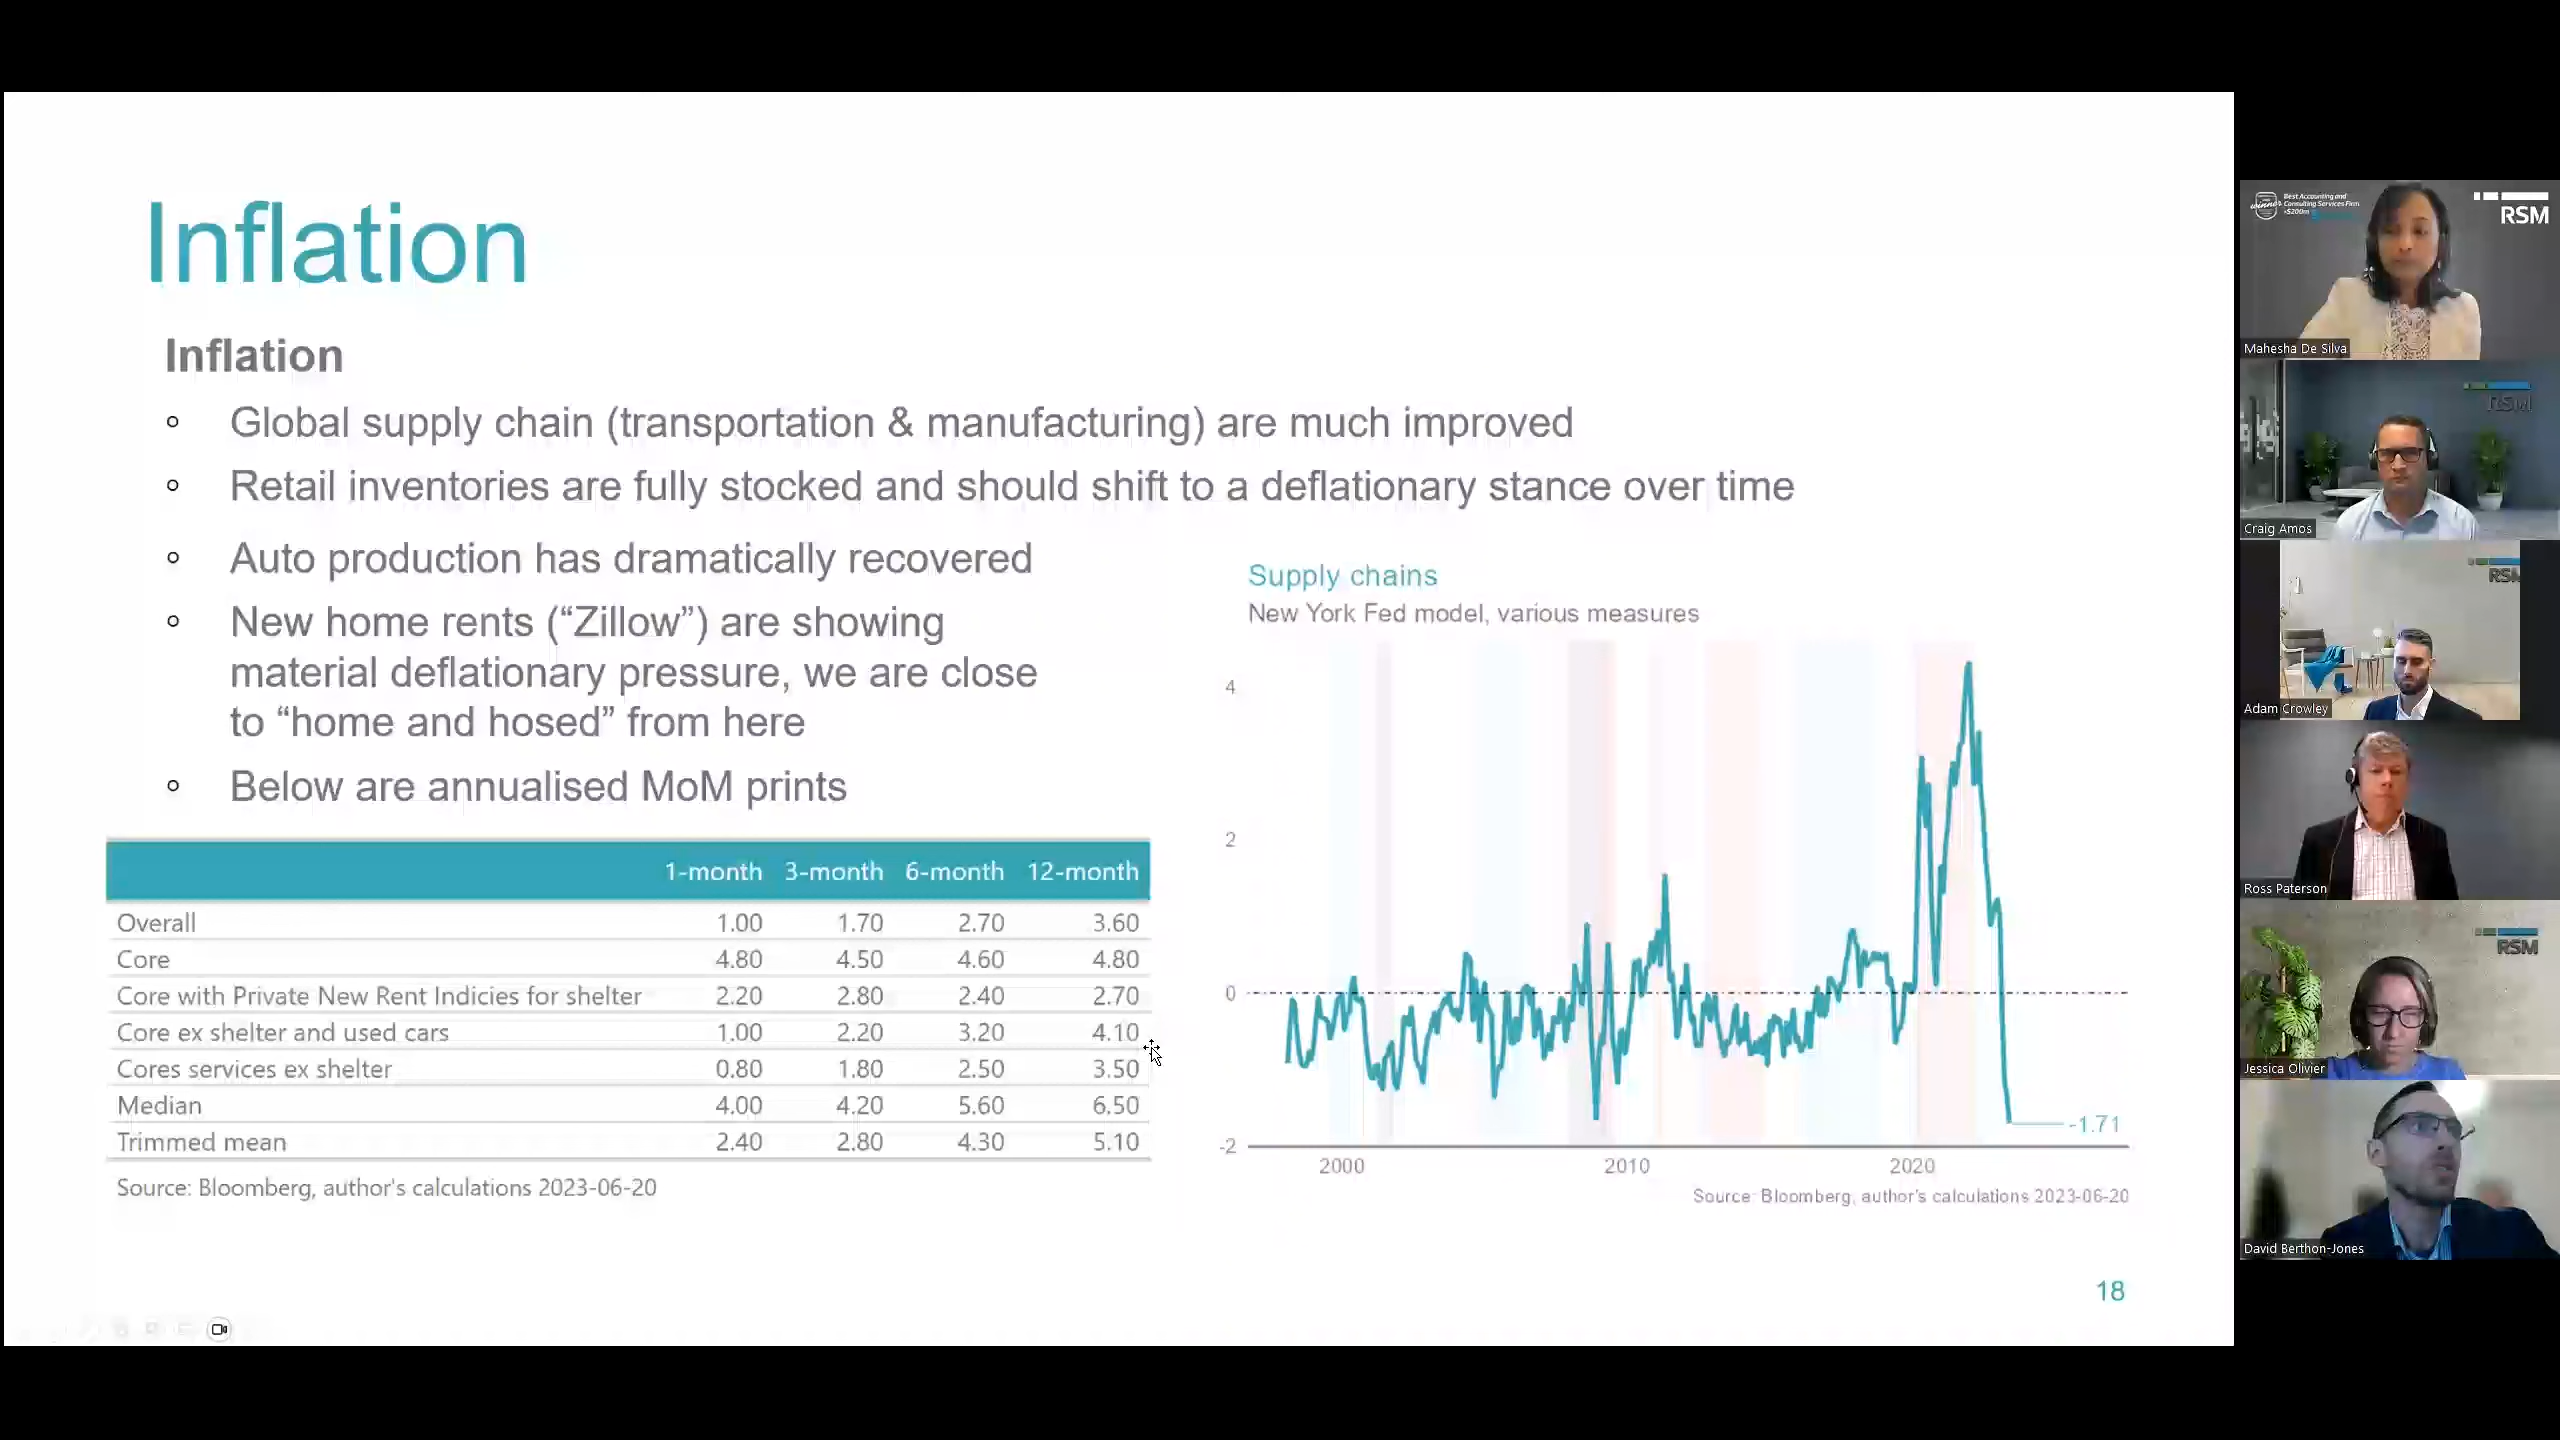 Inflation
Inflation
Global supply chain (transportation & manufacturing) are much improved
Retail inventories are fully stocked and should shift to a deflationary stance over time
Auto production has dramatically recovered
New home rents (“Zillow”) are showing
material deflationary pressure, we are close
to “home and hosed” from here
Below are annualised MoM prints
1-month 3-month 6-month 12-month
Overall 1.00 1.70 2.70 3.60
Core 4.80 4.50 4.60 4.80
Core with Private New Rent Indicies for shelter 2.20 2.80 2.40 2.70
Core ex shelter and used cars 1.00 2.20 3.20 4.10
Cores services ex shelter 0.80 1.80 2.50 3.50
Median 4.00 4.20 5.60 6.50
Trimmed mean 2.40 2.80 4.30 5.10
Source: Bloomberg, author's calculations 2023-06-20
Supply chains
New York Fed model, various measures
4
2
0
-2
-1.71
2000 2010 2020
Source: Bloomberg, author's calculations 2023-06-20
18
winner
Best Accounting and
Consulting Services Firm
RSM
Mahesha De Silva
RSM
Craig Amos
RSM
Adam Crowley
Ross Paterson
RSM
Jessica Olivier
David Berthon-Jones